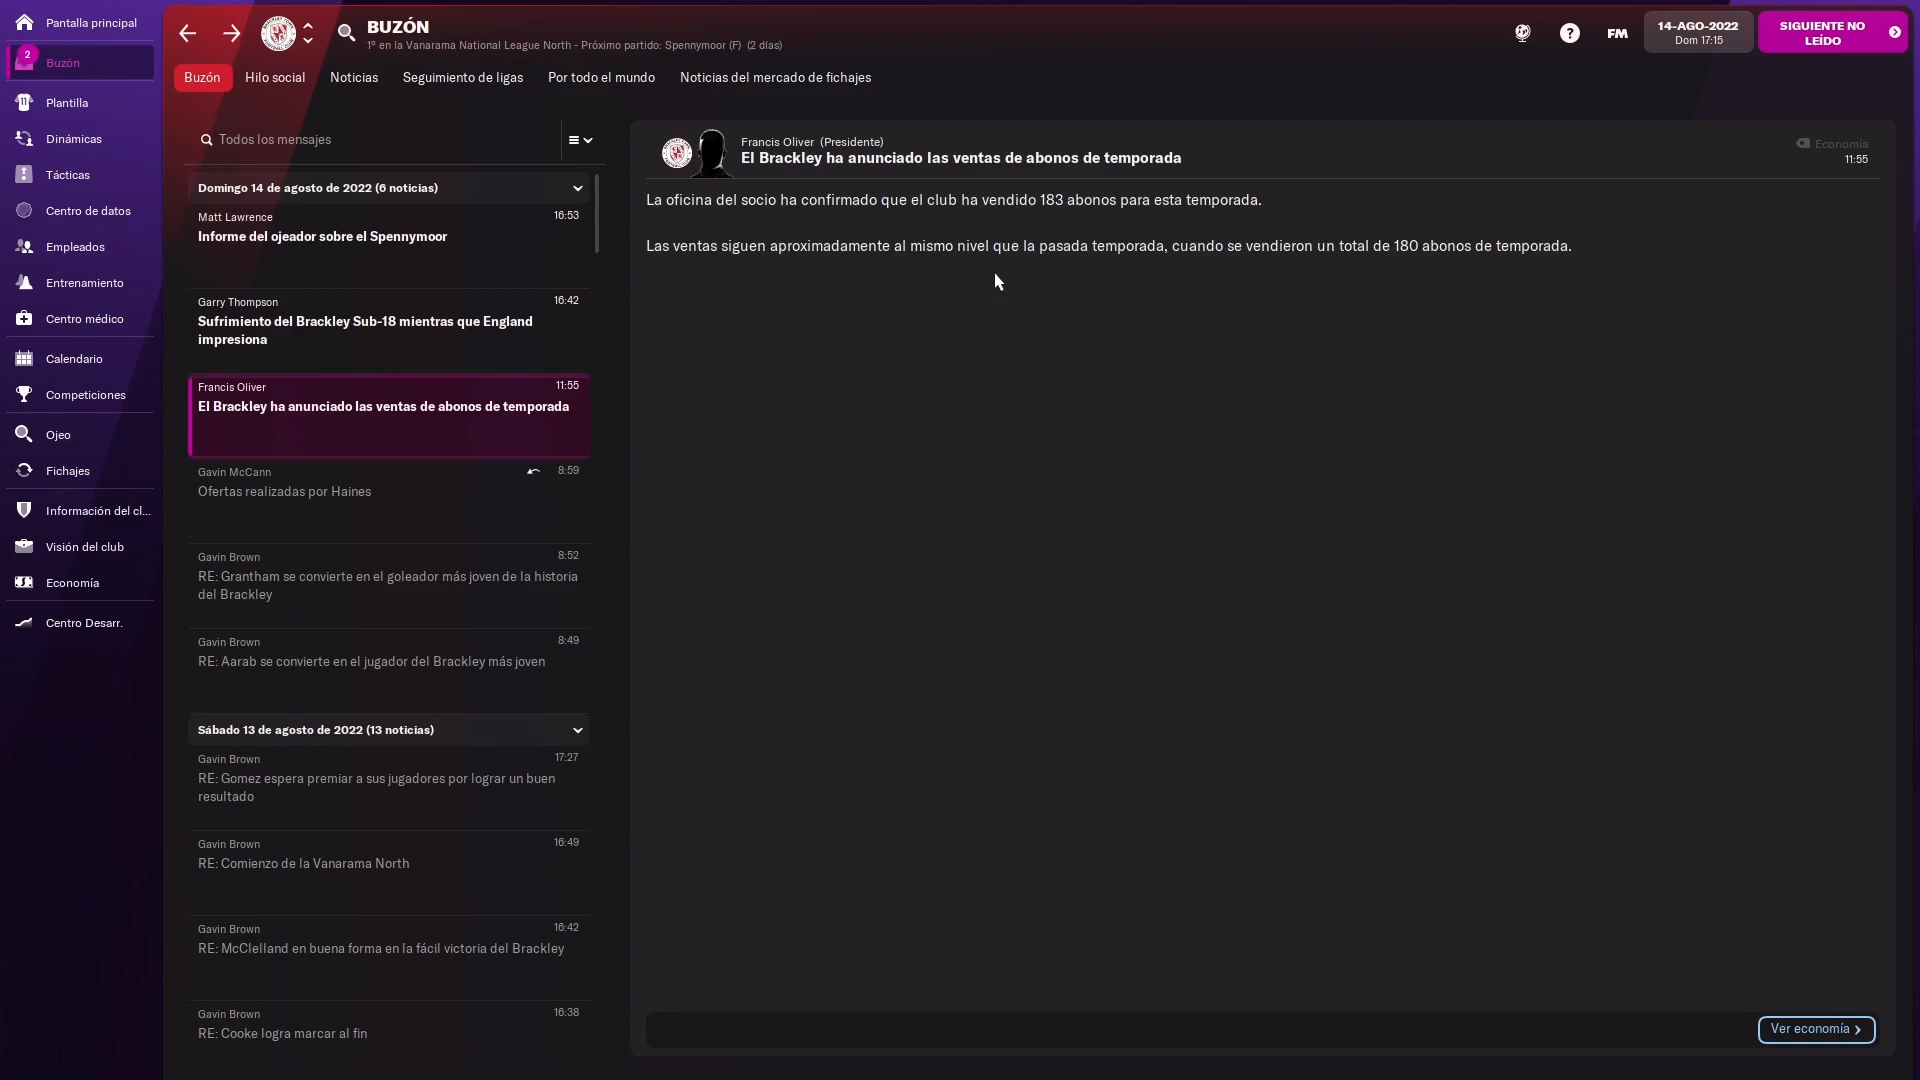 Pantalla principal
2
Buzón
Plantilla
Dinámicas
Tácticas
Centro de datos
Empleados
Entrenamiento
Centro médico
Calendario
Competiciones
Ojeo
Fichajes
Información del cl...
Visión del club
Economía
Centro Desarr.
BUZÓN
1º en la Vanarama National League North - Próximo partido: Spennymoor (F) (2 días)
FM
14-AGO-2022
Dom 17:15
SIGUIENTE NO
LEÍDO
Buzón
Hilo social
Noticias
Seguimiento de ligas
Por todo el mundo
Noticias del mercado de fichajes
Todos los mensajes
Domingo 14 de agosto de 2022 (6 noticias)
Matt Lawrence 16:53
Informe del ojeador sobre el Spennymoor
Garry Thompson 16:42
Sufrimiento del Brackley Sub-18 mientras que England
impresiona
Francis Oliver 11:55
El Brackley ha anunciado las ventas de abonos de temporada
Gavin McCann 8:59
Ofertas realizadas por Haines
Gavin Brown 8:52
RE: Grantham se convierte en el goleador más joven de la historia
del Brackley
Gavin Brown 8:49
RE: Aarab se convierte en el jugador del Brackley más joven
Sábado 13 de agosto de 2022 (13 noticias)
Gavin Brown 17:27
RE: Gomez espera premiar a sus jugadores por lograr un buen
resultado
Gavin Brown 16:49
RE: Comienzo de la Vanarama North
Gavin Brown 16:42
RE: McClelland en buena forma en la fácil victoria del Brackley
Gavin Brown 16:38
RE: Cooke logra marcar al fin
Francis Oliver (Presidente)
El Brackley ha anunciado las ventas de abonos de temporada
Economía
11:55
La oficina del socio ha confirmado que el club ha vendido 183 abonos para esta temporada.
Las ventas siguen aproximadamente al mismo nivel que la pasada temporada, cuando se vendieron un total de 180 abonos de temporada.
Ver economía